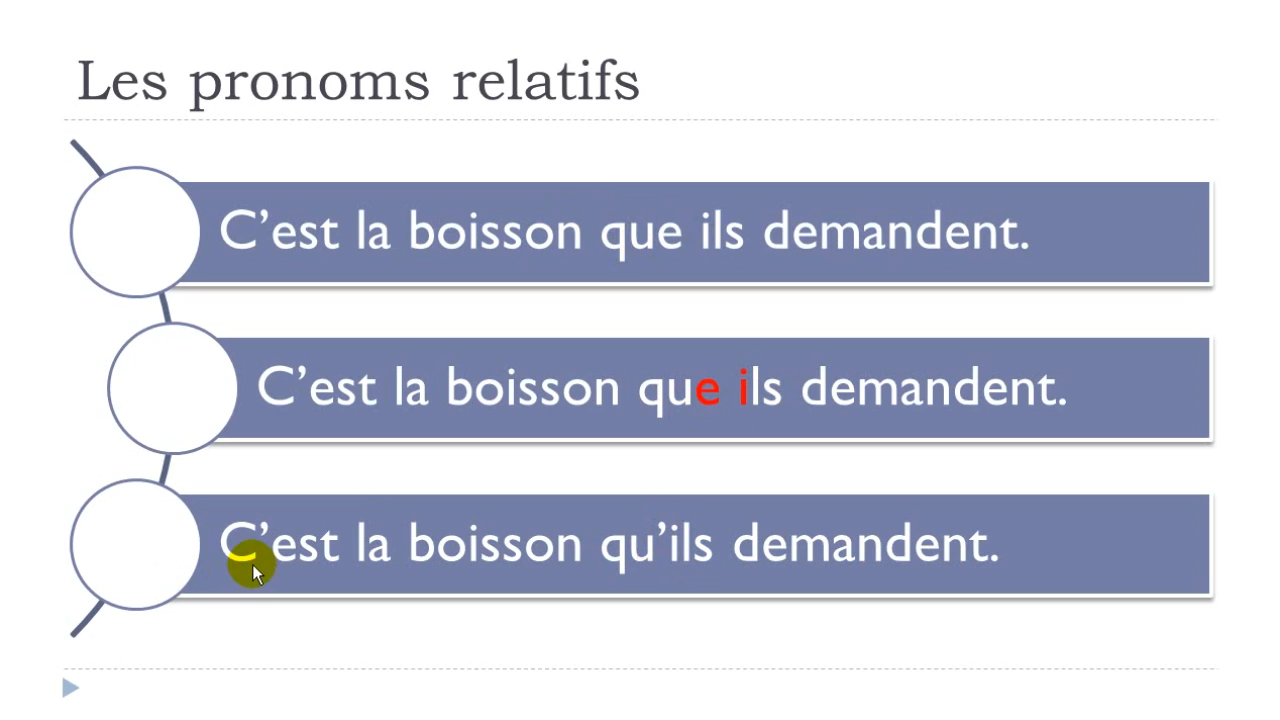 Les pronoms relatifs
C’est la boisson que ils demandent.
C’est la boisson que ils demandent.
C’est la boisson qu’ils demandent.